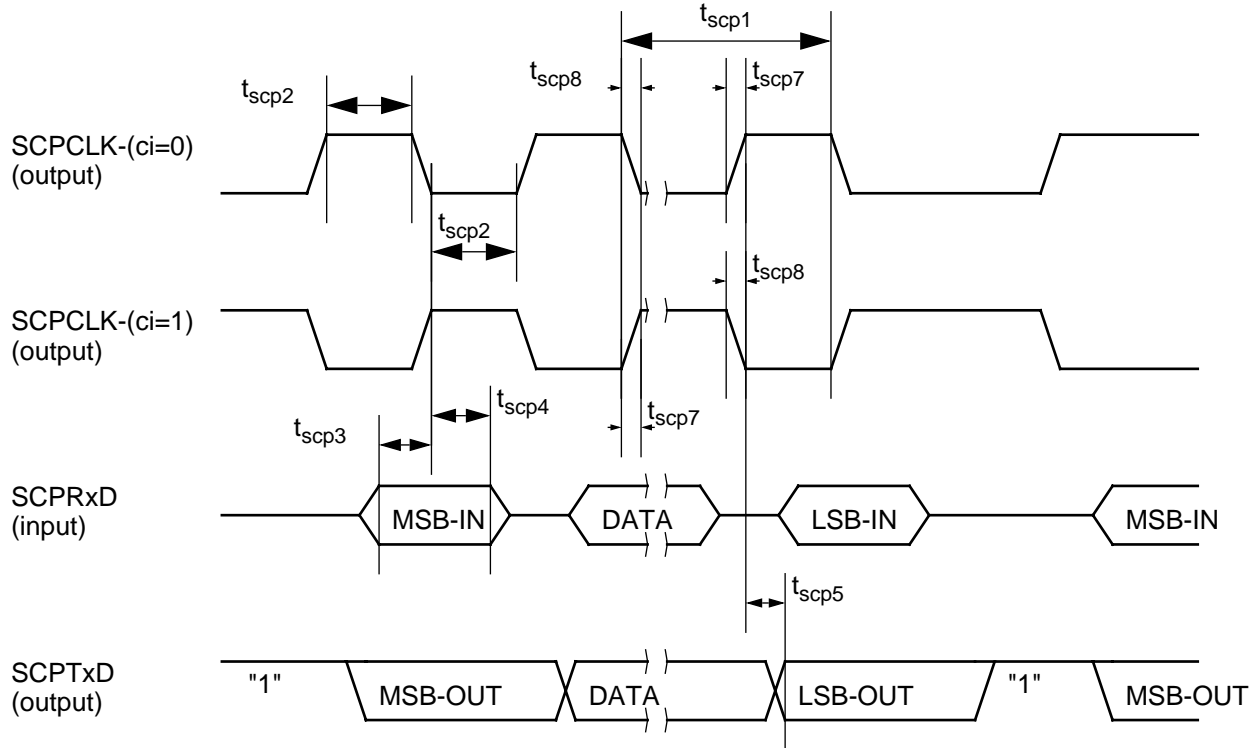 tscp1
tscp8
tscp7
tscp2
SCPCLK-(ci=0)
(output)
tscp2
tscp8
SCPCLK-(ci=1)
(output)
tscp4
tscp7
tscp3
SCPRxD
(input)
MSB-IN
DATA
LSB-IN
MSB-IN
tscp5
SCPTxD
(output)
"1"
MSB-OUT
DATA
LSB-OUT
"1"
MSB-OUT